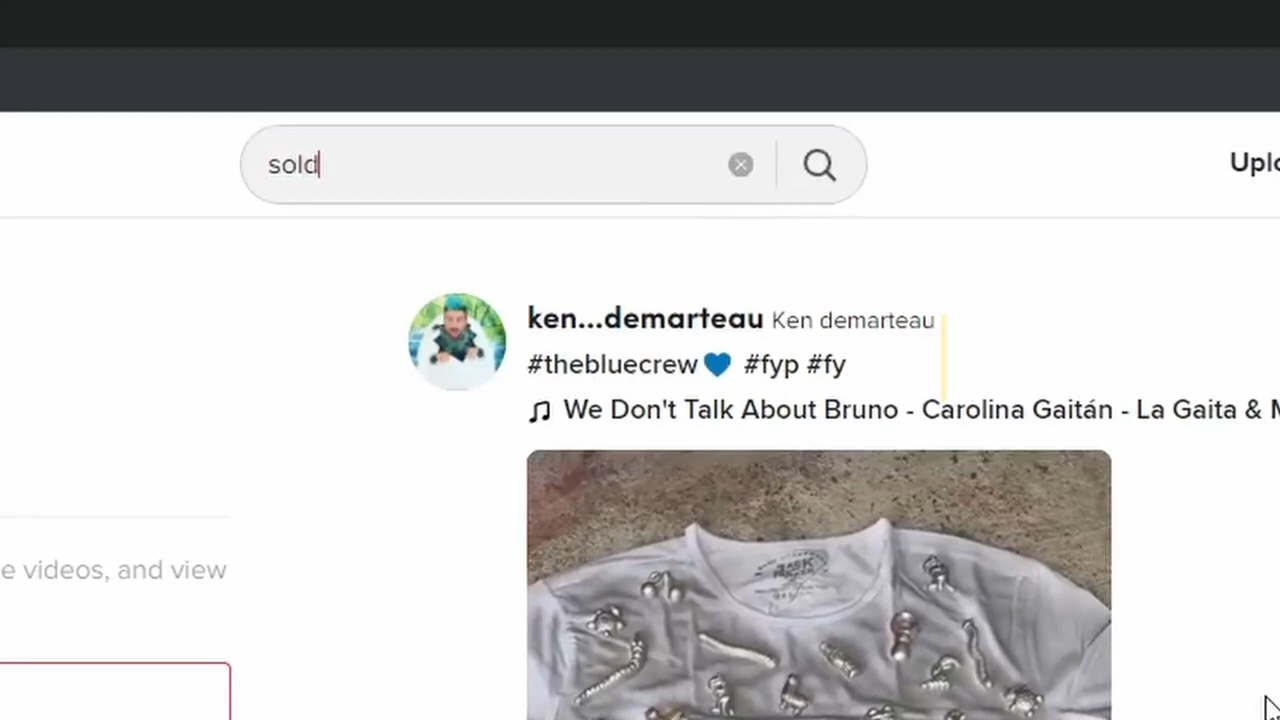 sold
Uplo
ken...demarteau Ken demarteau
#thebluecrew💙 #fyp #fy
We Don't Talk About Bruno - Carolina Gaitán - La Gaita & M
e videos, and view